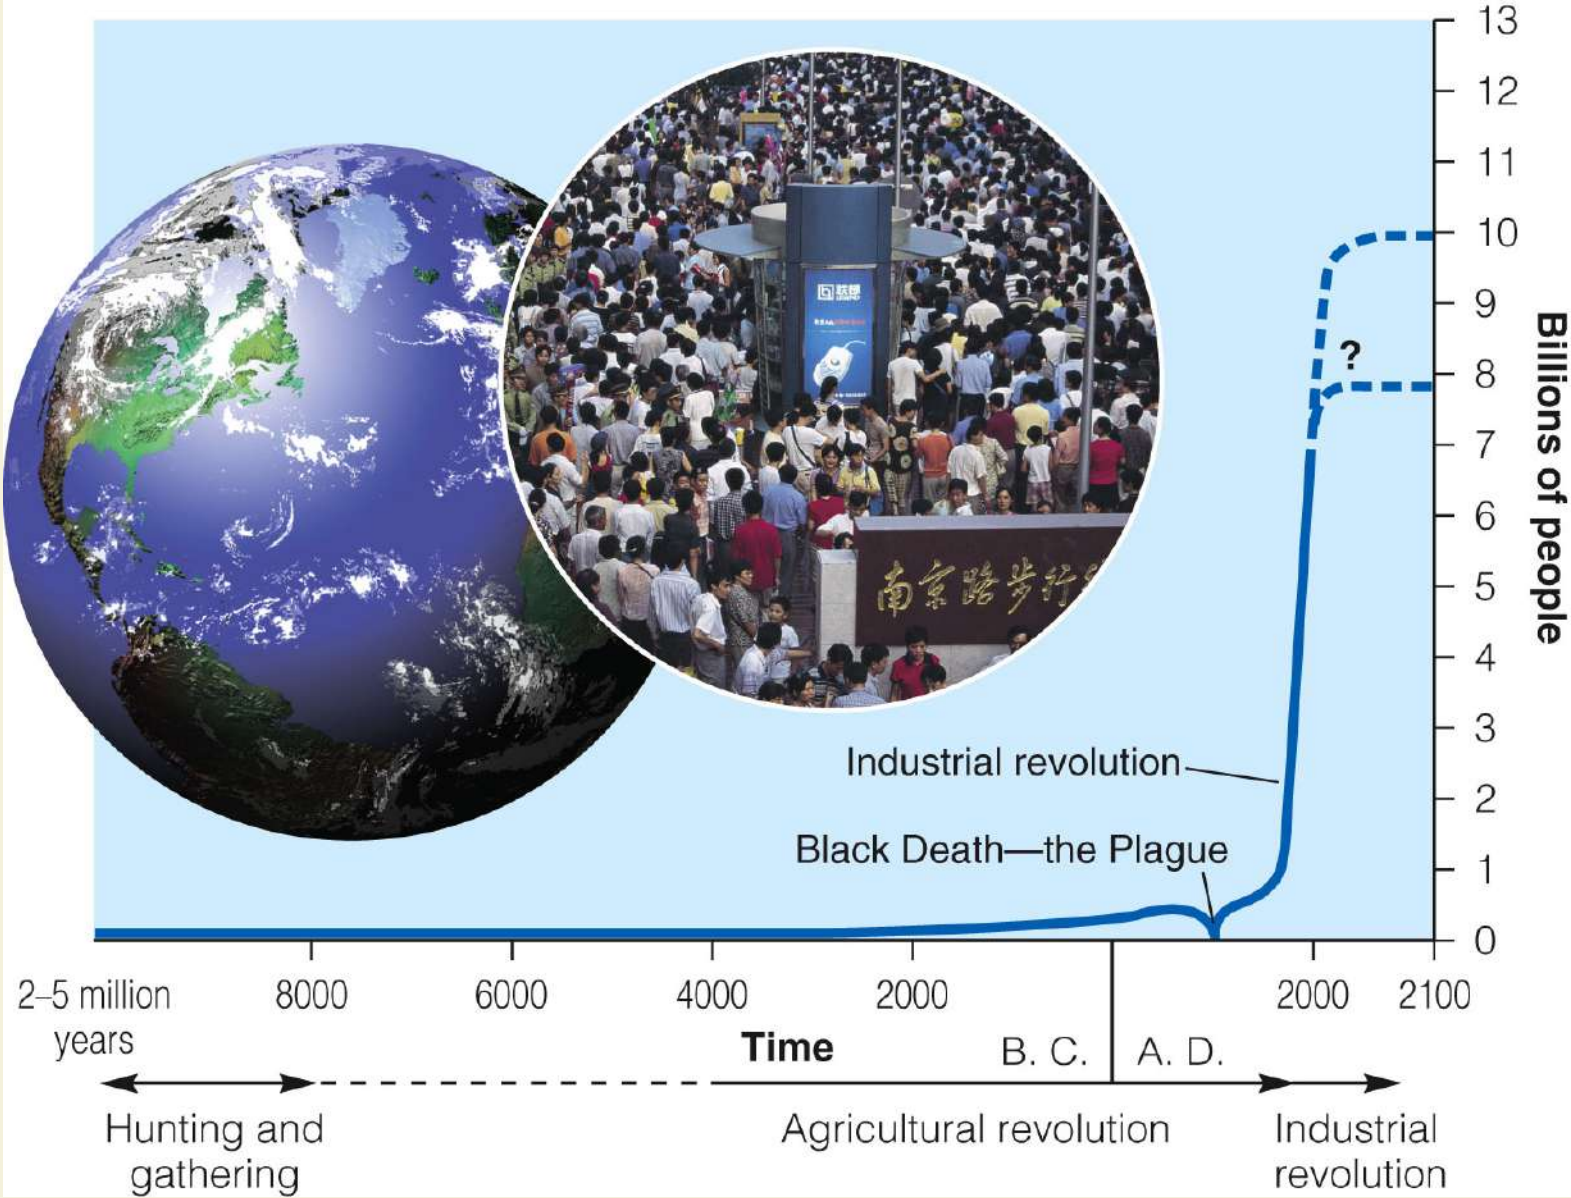 13
12
11
10
9
8
7
6
5
4
3
2
1
0
Billions of people
?
联想
南京路步行
Industrial revolution
Black Death—the Plague
2–5 million
years
8000
6000
4000
2000
2000
2100
Time
B. C.
A. D.
Hunting and
gathering
Agricultural revolution
Industrial
revolution